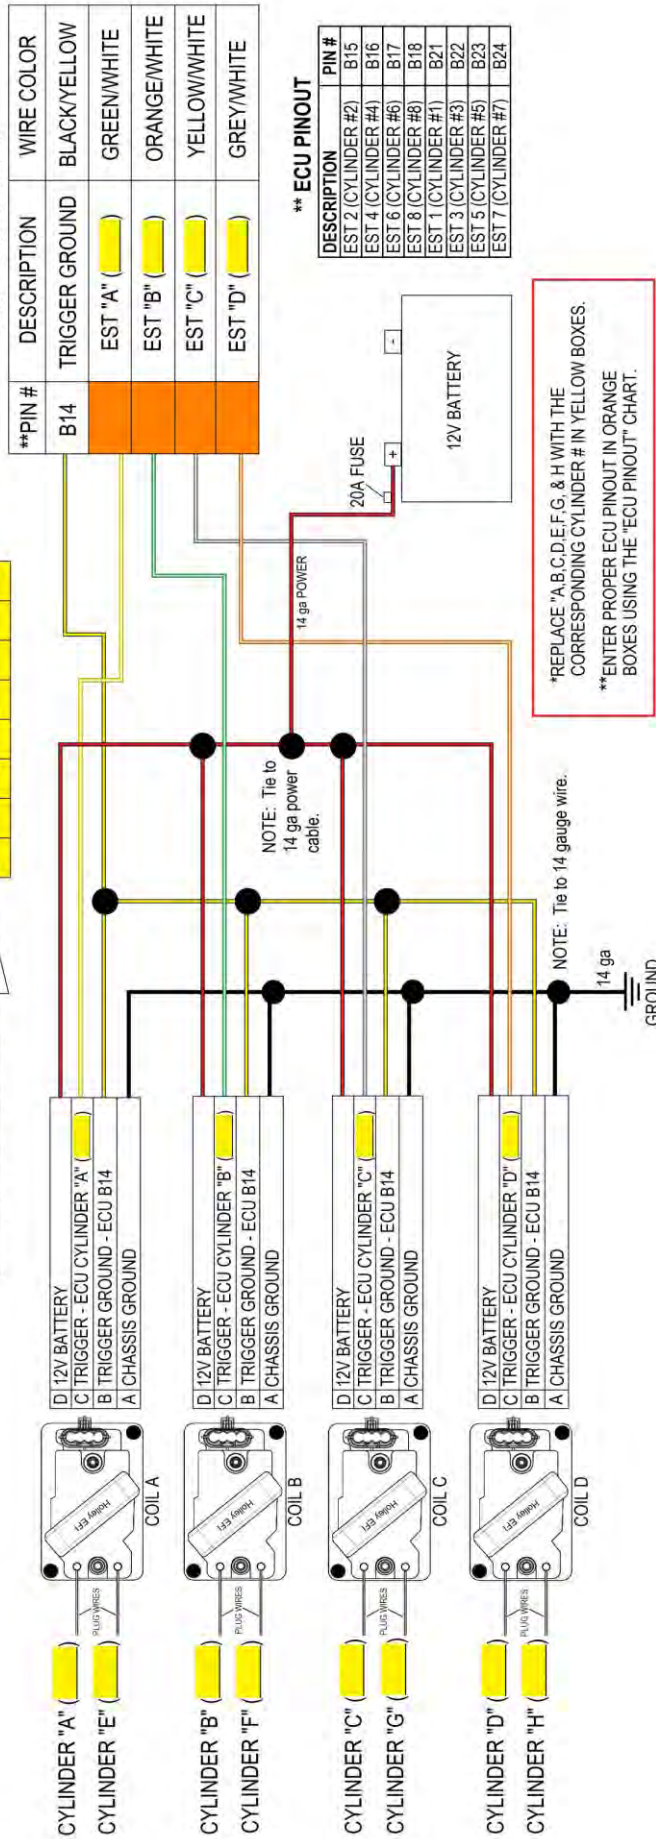 **PIN # DESCRIPTION WIRE COLOR
B14 TRIGGER GROUND BLACK/YELLOW
EST "A" ( ) GREEN/WHITE
EST "B" ( ) ORANGE/WHITE
EST "C" ( ) YELLOW/WHITE
EST "D" ( ) GREY/WHITE
** ECU PINOUT
DESCRIPTION PIN #
EST 2 (CYLINDER #2) B15
EST 4 (CYLINDER #4) B16
EST 6 (CYLINDER #6) B17
EST 8 (CYLINDER #8) B18
EST 1 (CYLINDER #1) B21
EST 3 (CYLINDER #3) B22
EST 5 (CYLINDER #5) B23
EST 7 (CYLINDER #7) B24
20A FUSE
+ -
12V BATTERY
14 ga POWER
*REPLACE "A,B,C,D,E,F,G, & H WITH THE
CORRESPONDING CYLINDER # IN YELLOW BOXES.
**ENTER PROPER ECU PINOUT IN ORANGE
BOXES USING THE "ECU PINOUT" CHART.
NOTE: Tie to
14 ga power
cable.
NOTE: Tie to 14 gauge wire.
14 ga
GROUND
CYLINDER "A" ( )
CYLINDER "E" ( )
PLUG WIRES
Holley EFI
COIL A
D 12V BATTERY
C TRIGGER - ECU CYLINDER "A" ( )
B TRIGGER GROUND - ECU B14
A CHASSIS GROUND
CYLINDER "B" ( )
CYLINDER "F" ( )
PLUG WIRES
Holley EFI
COIL B
D 12V BATTERY
C TRIGGER - ECU CYLINDER "B" ( )
B TRIGGER GROUND - ECU B14
A CHASSIS GROUND
CYLINDER "C" ( )
CYLINDER "G" ( )
PLUG WIRES
Holley EFI
COIL C
D 12V BATTERY
C TRIGGER - ECU CYLINDER "C" ( )
B TRIGGER GROUND - ECU B14
A CHASSIS GROUND
CYLINDER "D" ( )
CYLINDER "H" ( )
PLUG WIRES
Holley EFI
COIL D
D 12V BATTERY
C TRIGGER - ECU CYLINDER "D" ( )
B TRIGGER GROUND - ECU B14
A CHASSIS GROUND